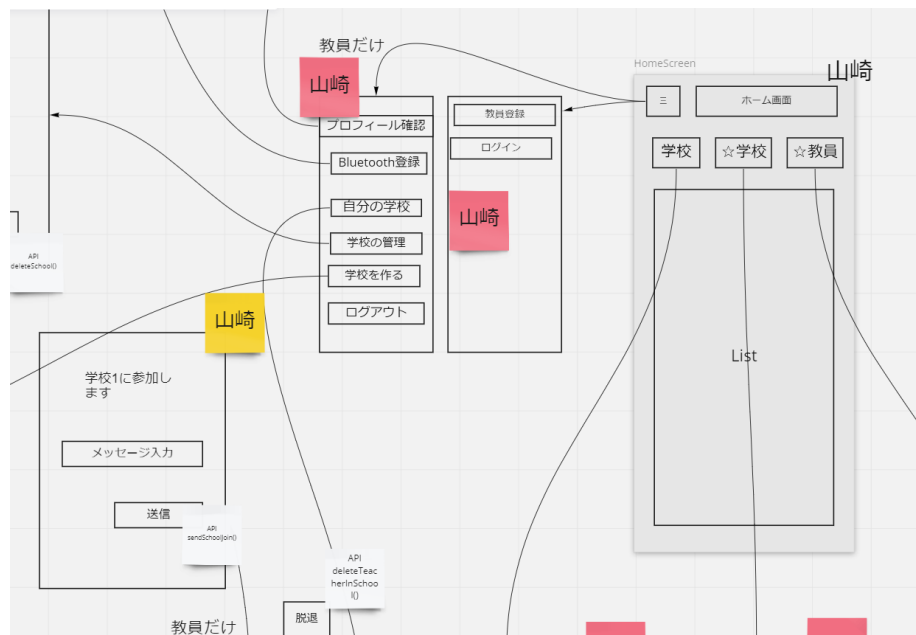 教員だけ
山崎
プロフィール確認
Bluetooth登録
自分の学校
学校の管理
学校を作る
ログアウト
教員登録
ログイン
山崎
HomeScreen
山崎
三
ホーム画面
学校
☆学校
☆教員
List
API
deleteSchool()
山崎
学校1に参加し
ます
メッセージ入力
送信
API
sendSchoolJoin()
API
deleteTeac
herInSchoo
l()
脱退
教員だけ